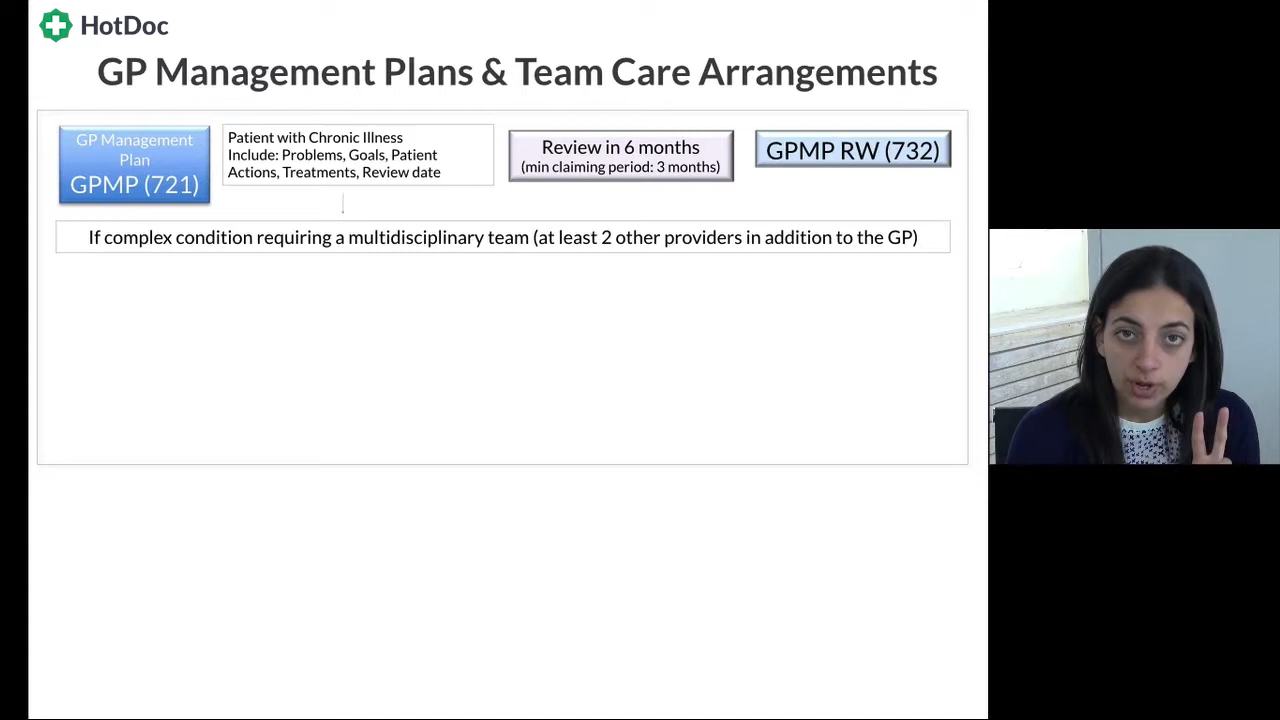 HotDoc
GP Management Plans & Team Care Arrangements
GP Management
Plan
GPMP (721)
Patient with Chronic Illness
Include: Problems, Goals, Patient
Actions, Treatments, Review date
Review in 6 months
(min claiming period: 3 months)
GPMP RW (732)
If complex condition requiring a multidisciplinary team (at least 2 other providers in addition to the GP)